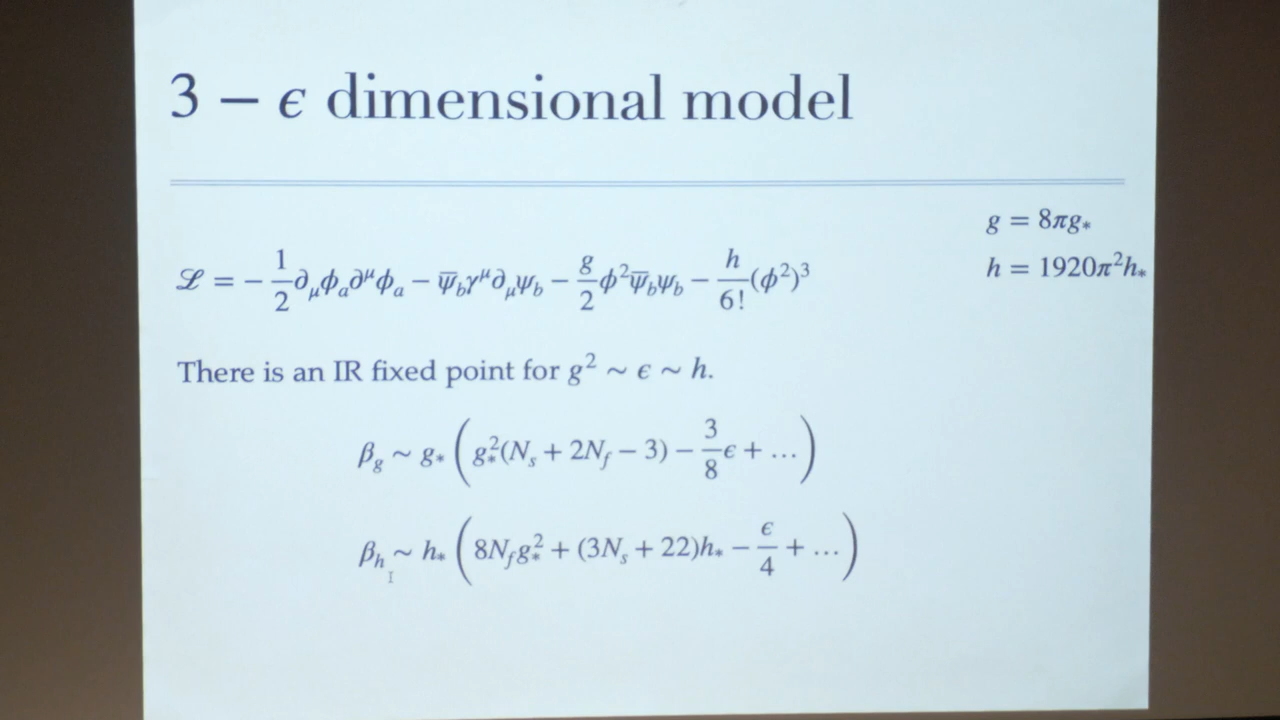 3 − ϵ dimensional model
g = 8πg*
h = 1920π²h*
ℒ = − 1/2 ∂_μϕ_a∂^μϕ_a − ψ̅_bγ^μ∂_μψ_b − g/2 ϕ²ψ̅_bψ_b − h/6! (ϕ²)³
There is an IR fixed point for g² ~ ϵ ~ h.
β_g ~ g* ( g*²(N_s + 2N_f − 3) − 3/8 ϵ + … )
β_h ~ h* ( 8N_f g*² + (3N_s + 22)h* − ϵ/4 + … )